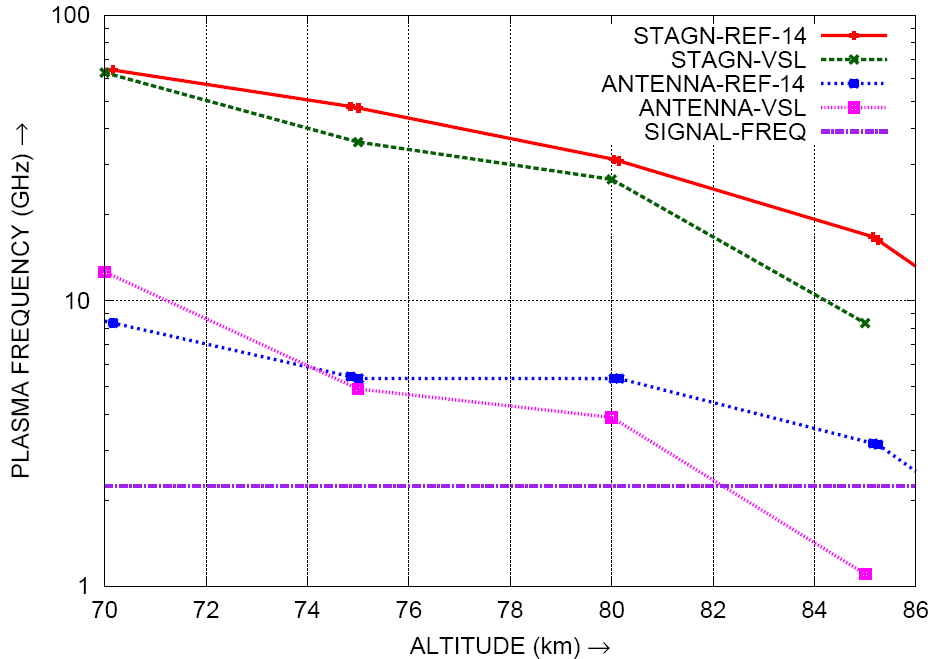 100
STAGN-REF-14
STAGN-VSL
ANTENNA-REF-14
ANTENNA-VSL
SIGNAL-FREQ
PLASMA FREQUENCY (GHz) →
10
1
70 72 74 76 78 80 82 84 86
ALTITUDE (km) →